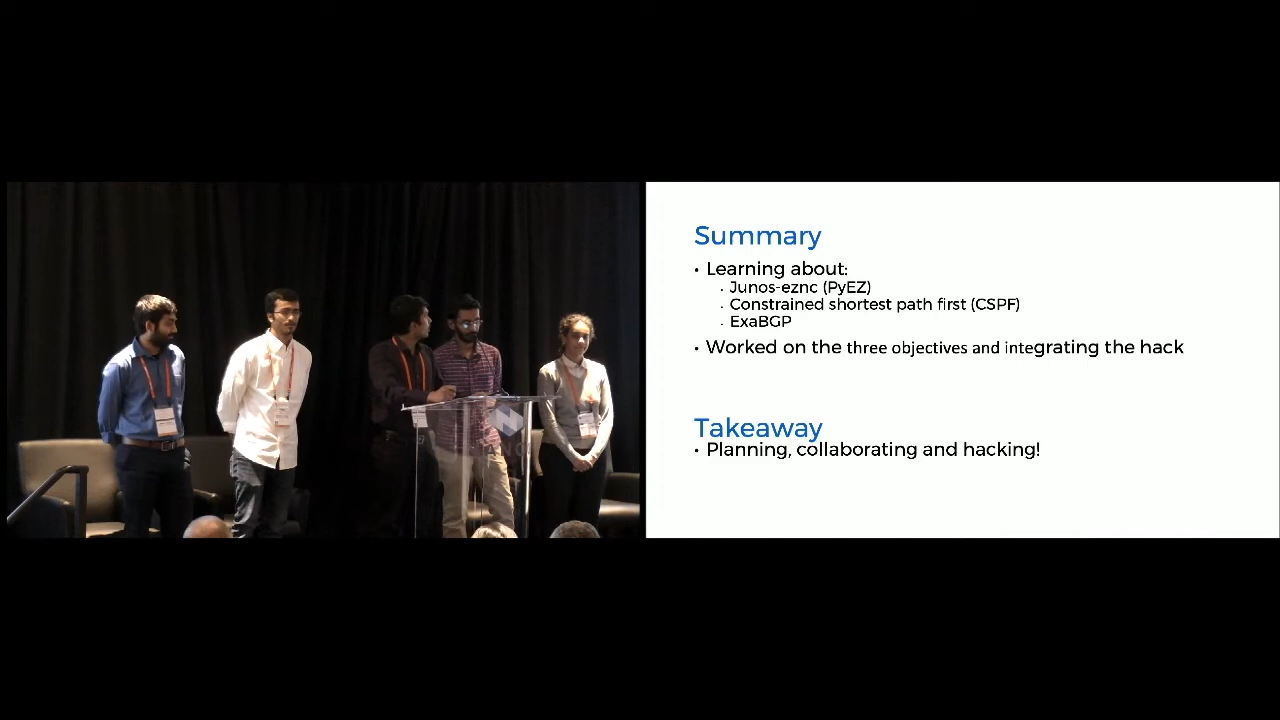 Summary
• Learning about:
• Junos-eznc (PyEZ)
• Constrained shortest path first (CSPF)
• ExaBGP
• Worked on the three objectives and integrating the hack
Takeaway
• Planning, collaborating and hacking!